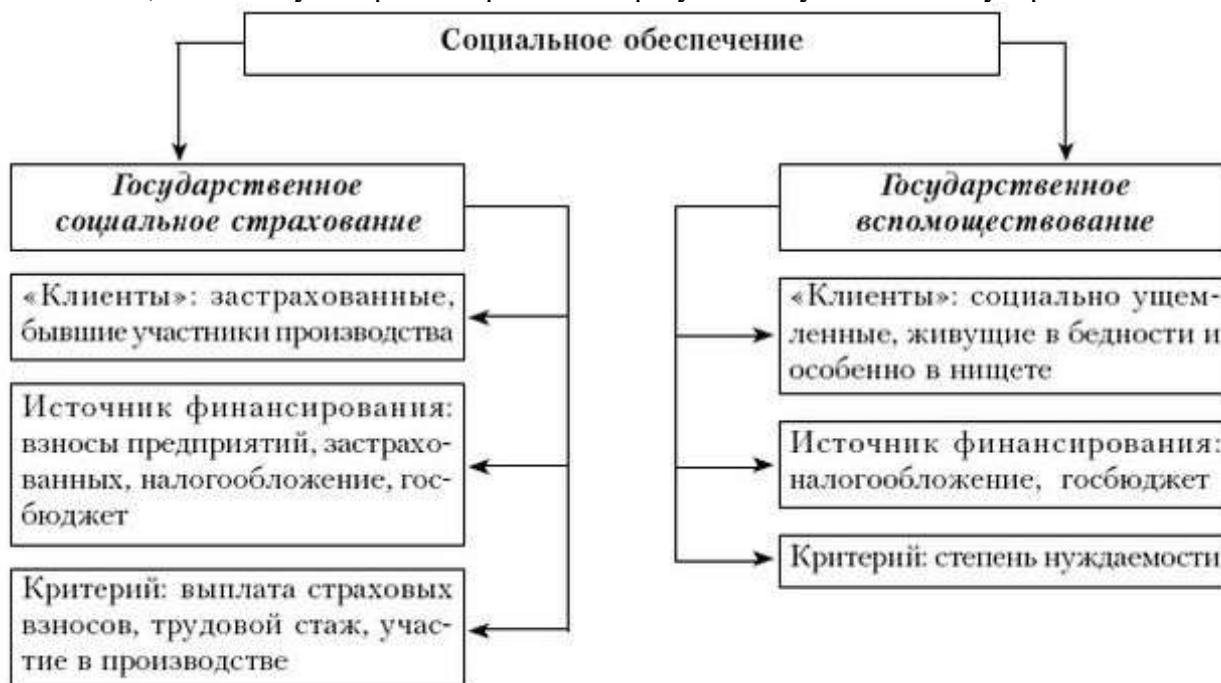 Социальное обеспечение
Государственное
социальное страхование
«Клиенты»: застрахованные,
бывшие участники производства
Источник финансирования:
взносы предприятий, застрахо-
ванных, налогообложение, гос-
бюджет
Критерий: выплата страховых
взносов, трудовой стаж, учас-
тие в производстве
Государственное
вспомоществование
«Клиенты»: социально ущем-
ленные, живущие в бедности и
особенно в нищете
Источник финансирования:
налогообложение, госбюджет
Критерий: степень нуждаемости